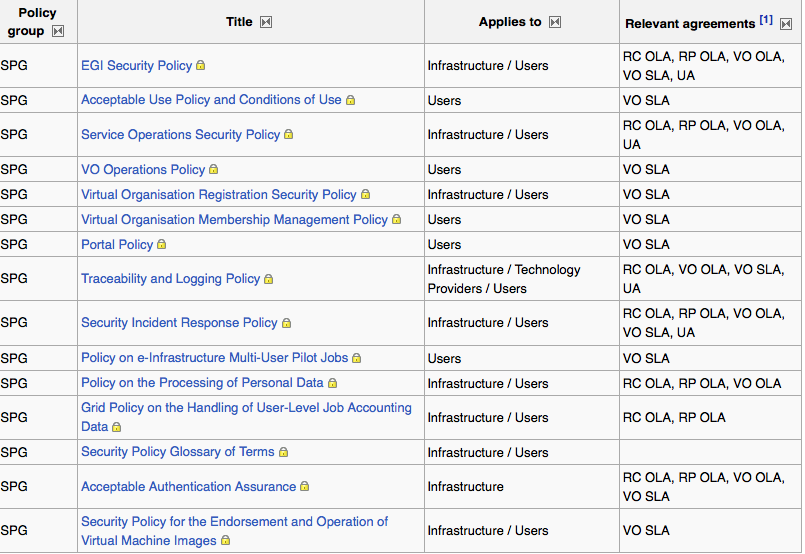 Policy group Title Applies to Relevant agreements [1]
SPG EGI Security Policy Infrastructure / Users RC OLA, RP OLA, VO OLA, VO SLA, UA
SPG Acceptable Use Policy and Conditions of Use Users VO SLA
SPG Service Operations Security Policy Infrastructure / Users RC OLA, RP OLA, VO OLA, UA
SPG VO Operations Policy Users VO SLA
SPG Virtual Organisation Registration Security Policy Infrastructure / Users VO SLA
SPG Virtual Organisation Membership Management Policy Users VO SLA
SPG Portal Policy Users VO SLA
SPG Traceability and Logging Policy Infrastructure / Technology Providers / Users RC OLA, VO OLA, VO SLA, UA
SPG Security Incident Response Policy Infrastructure / Users RC OLA, RP OLA, VO OLA, VO SLA, UA
SPG Policy on e-Infrastructure Multi-User Pilot Jobs Users VO SLA
SPG Policy on the Processing of Personal Data Infrastructure / Users RC OLA, RP OLA, VO OLA
SPG Grid Policy on the Handling of User-Level Job Accounting Data Infrastructure / Users RC OLA, RP OLA
SPG Security Policy Glossary of Terms Infrastructure / Users
SPG Acceptable Authentication Assurance Infrastructure RC OLA, RP OLA, VO OLA, VO SLA
SPG Security Policy for the Endorsement and Operation of Virtual Machine Images Infrastructure / Users VO SLA